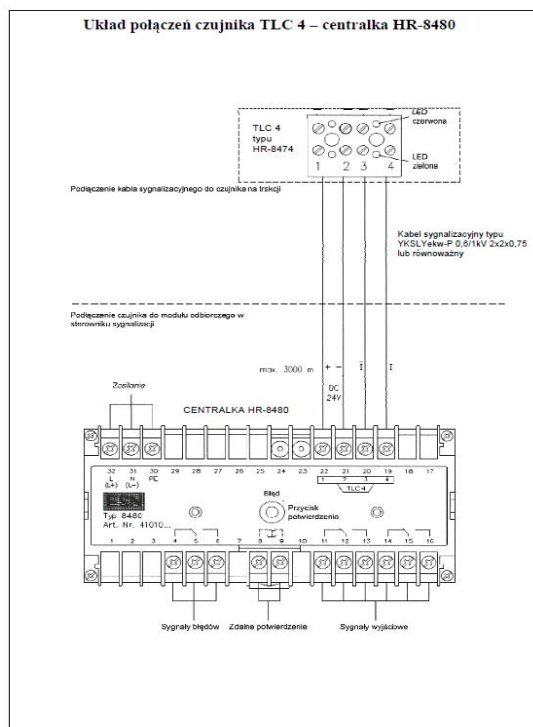 Układ połączeń czujnika TLC 4 – centralka HR-8480
LED
czerwona
TLC 4
typu
HR-8474
1 2 3 4
LED
zielona
Podłączenie kabla sygnalizacyjnego do czujnika na trakcji
Kabel sygnalizacyjny typu
YKSLYekw-P 0,6/1kV 2x2x0,75
lub równoważny
Podłączenie czujnika do modułu odbiorczego w
sterowniku sygnalizacji
max. 3000 m + − I I
DC
24V
Zasilanie
CENTRALKA HR-8480
32 31 30 29 28 27 26 25 24 23 22 21 20 19 18 17
L N PE
(L+) (L−)
1 2 3 4
TLC4
Błęd
Przycisk
potwierdzenia
Typ 8480
Art. Nr. 41010...
1 2 3 4 5 6 7 8 9 10 11 12 13 14 15 16
Sygnały błędów Zdalne potwierdzenie Sygnały wyjściowe